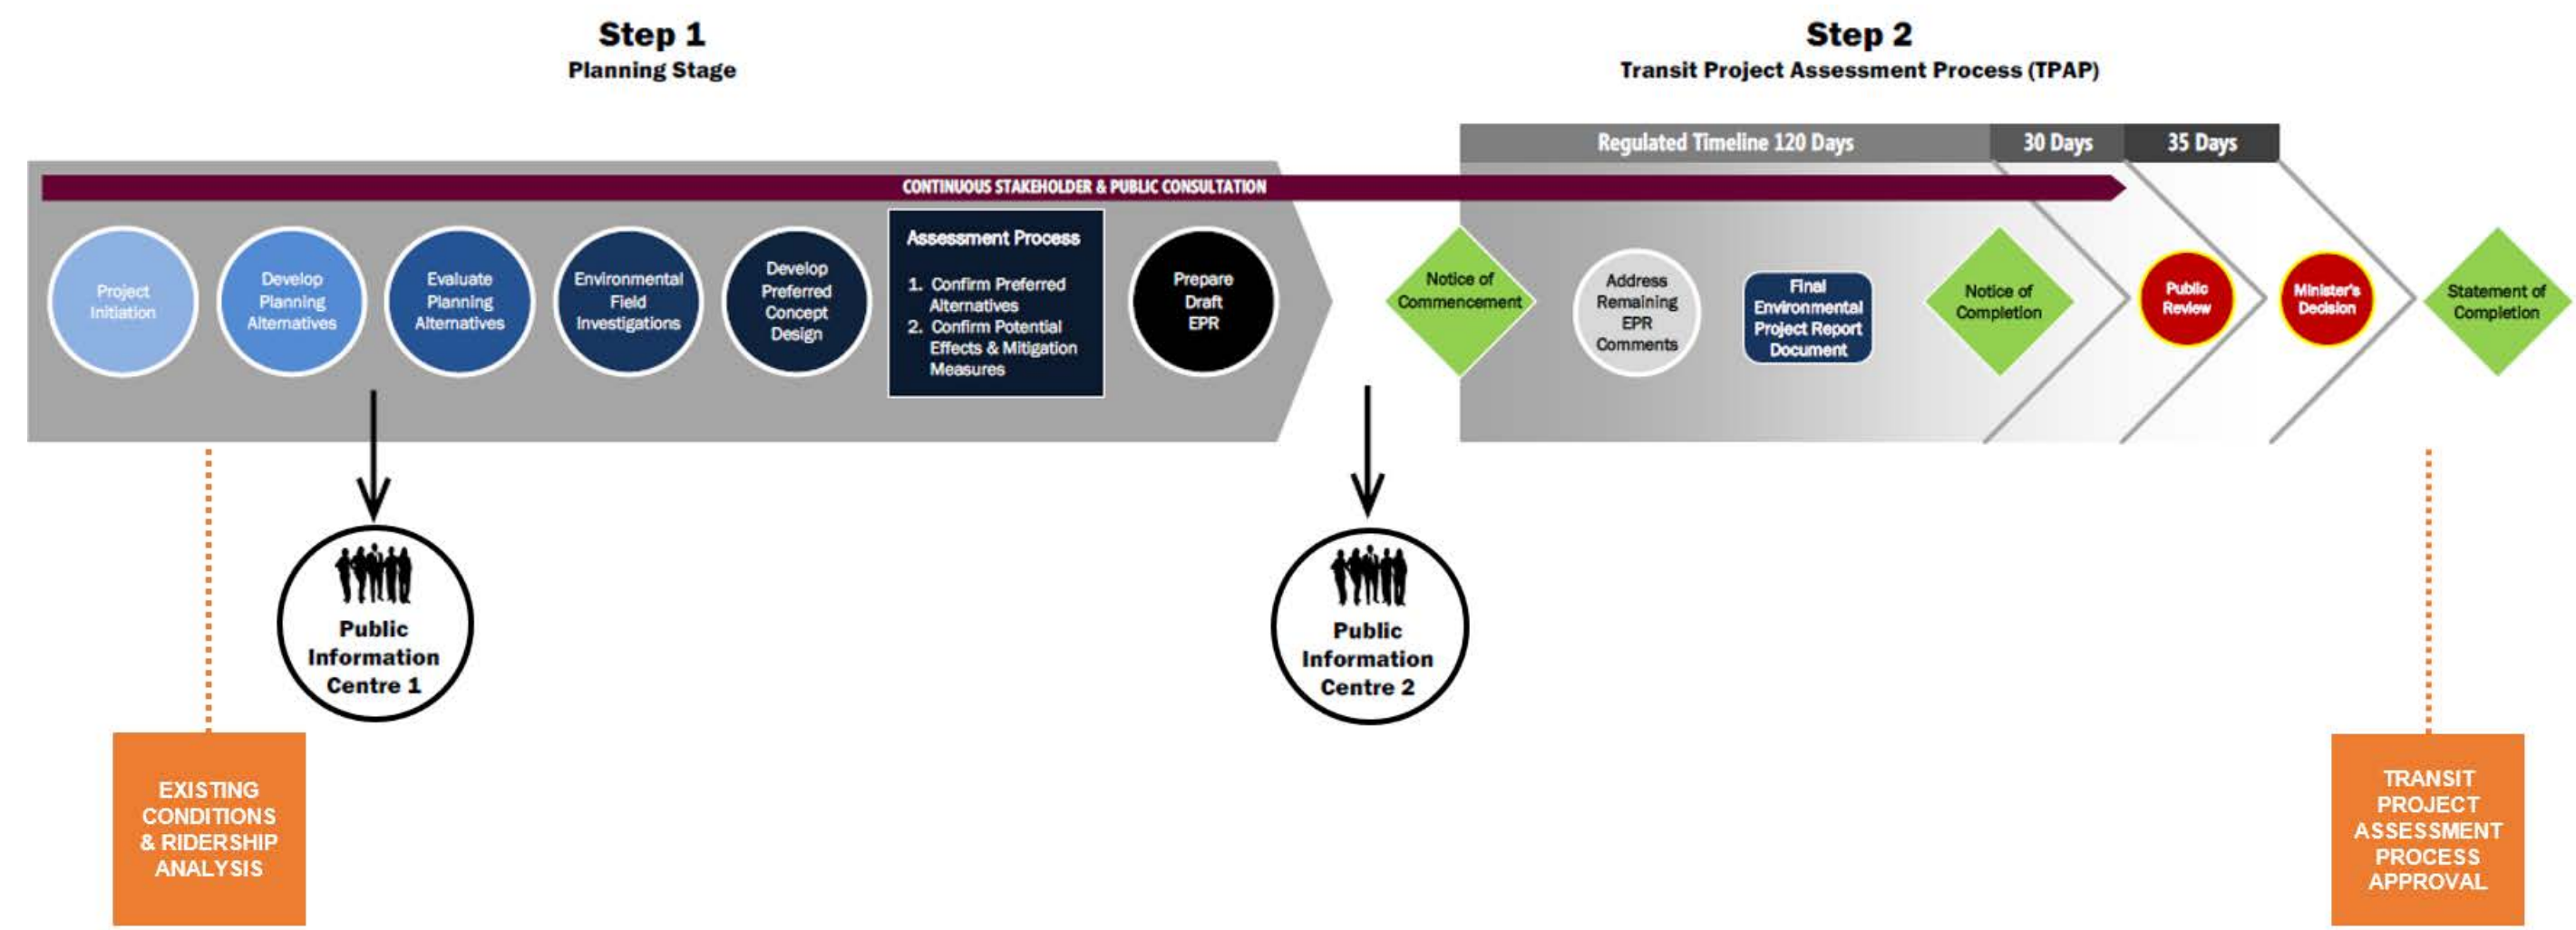 Step 1
Planning Stage
Step 2
Transit Project Assessment Process (TPAP)
Regulated Timeline 120 Days
30 Days
35 Days
CONTINUOUS STAKEHOLDER & PUBLIC CONSULTATION
Project
Initiation
Develop
Planning
Alternatives
Evaluate
Planning
Alternatives
Environmental
Field
Investigations
Develop
Preferred
Concept
Design
Assessment Process
1. Confirm Preferred
Alternatives
2. Confirm Potential
Effects & Mitigation
Measures
Prepare
Draft
EPR
Notice of
Commencement
Address
Remaining
EPR
Comments
Final
Environmental
Project Report
Document
Notice of
Completion
Public
Review
Minister's
Decision
Statement of
Completion
Public
Information
Centre 1
Public
Information
Centre 2
EXISTING
CONDITIONS
& RIDERSHIP
ANALYSIS
TRANSIT
PROJECT
ASSESSMENT
PROCESS
APPROVAL